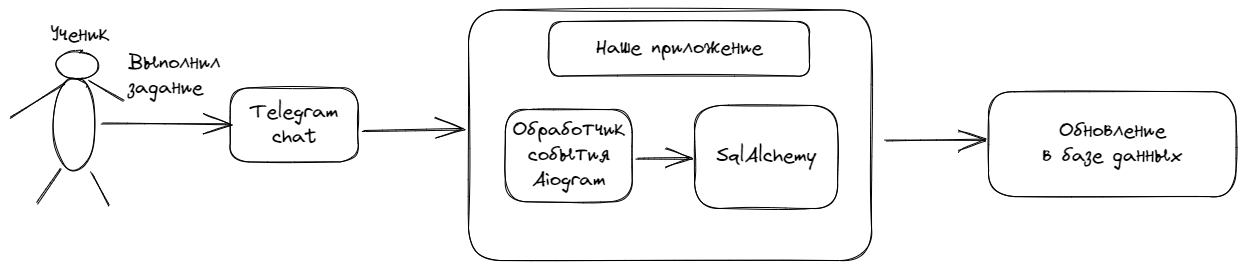 Ученик
Выполнил
задание
Telegram
chat
Наше приложение
Обработчик
события
Aiogram
SqlAlchemy
Обновление
в базе данных